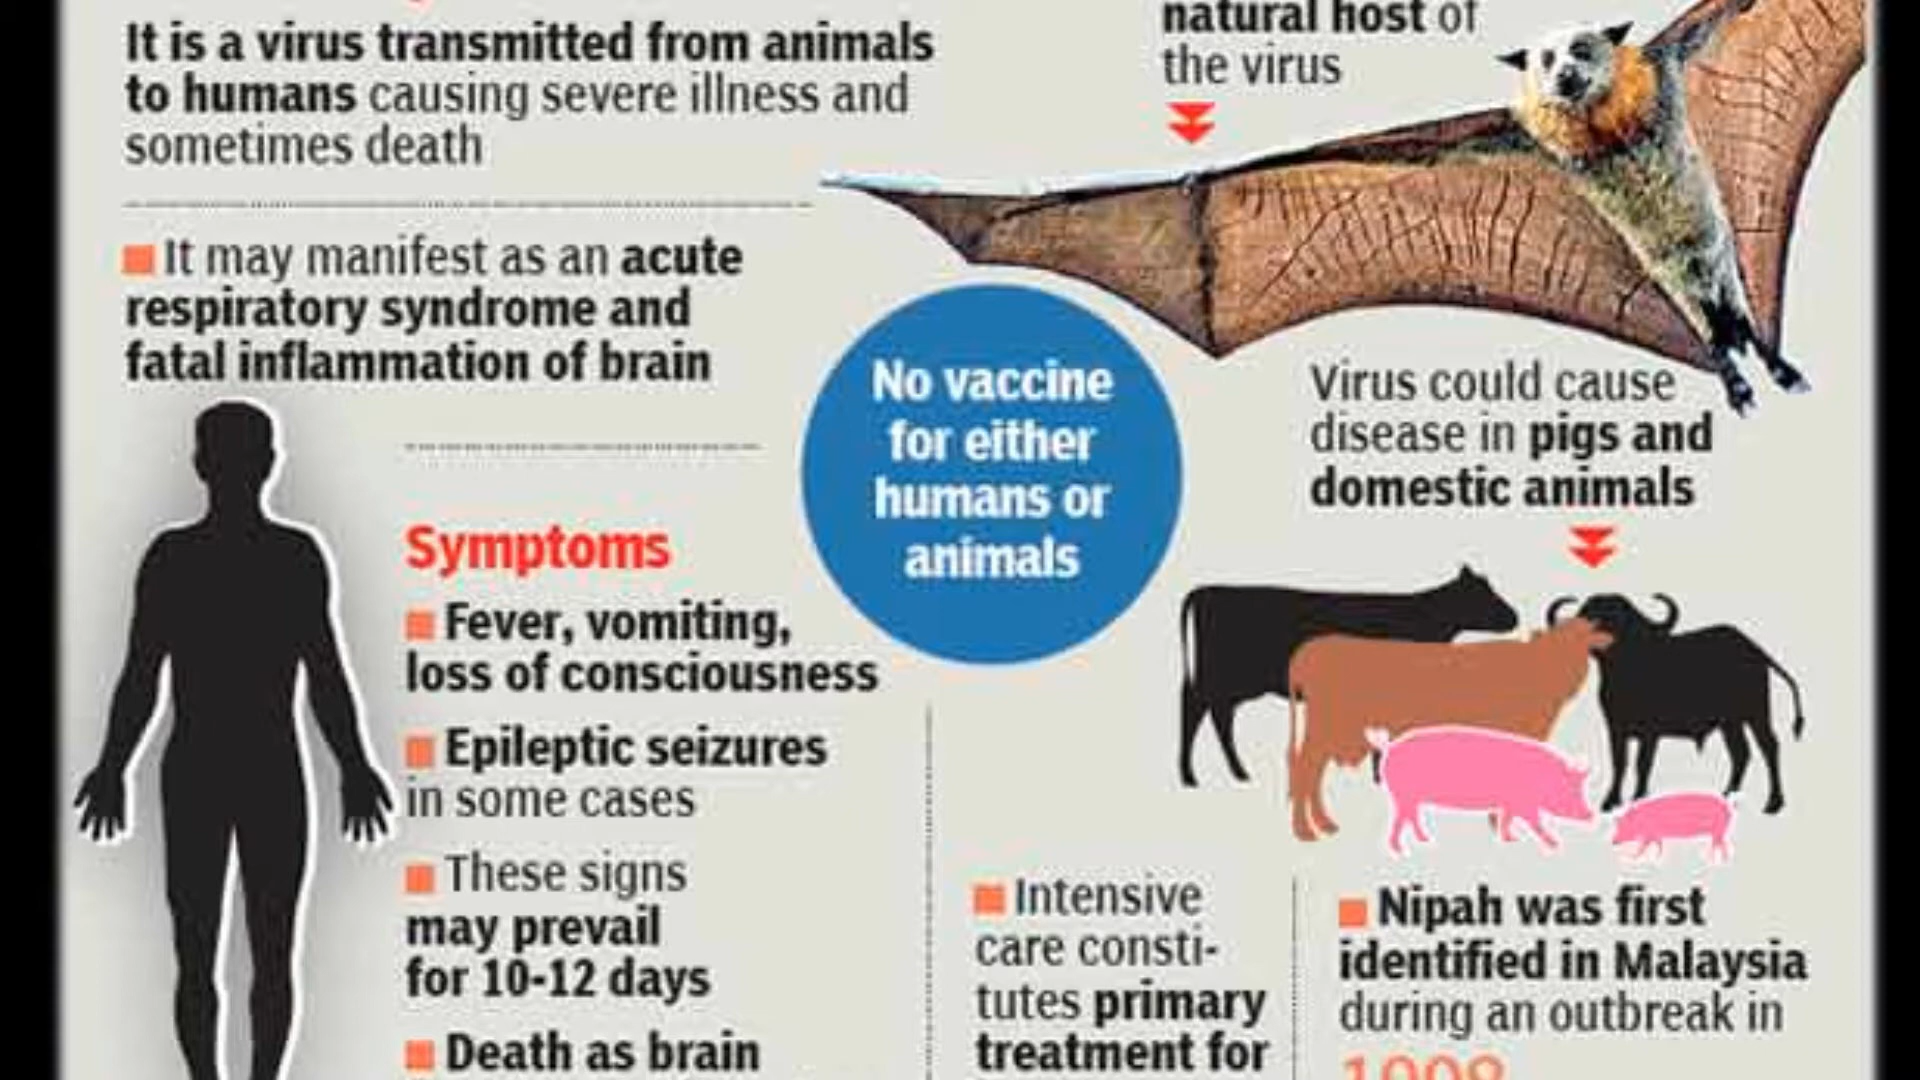 It is a virus transmitted from animals
to humans causing severe illness and
sometimes death
natural host of
the virus
It may manifest as an acute
respiratory syndrome and
fatal inflammation of brain
No vaccine
for either
humans or
animals
Virus could cause
disease in pigs and
domestic animals
Symptoms
Fever, vomiting,
loss of consciousness
Epileptic seizures
in some cases
These signs
may prevail
for 10-12 days
Death as brain
Intensive
care consti-
tutes primary
treatment for
Nipah was first
identified in Malaysia
during an outbreak in
1998